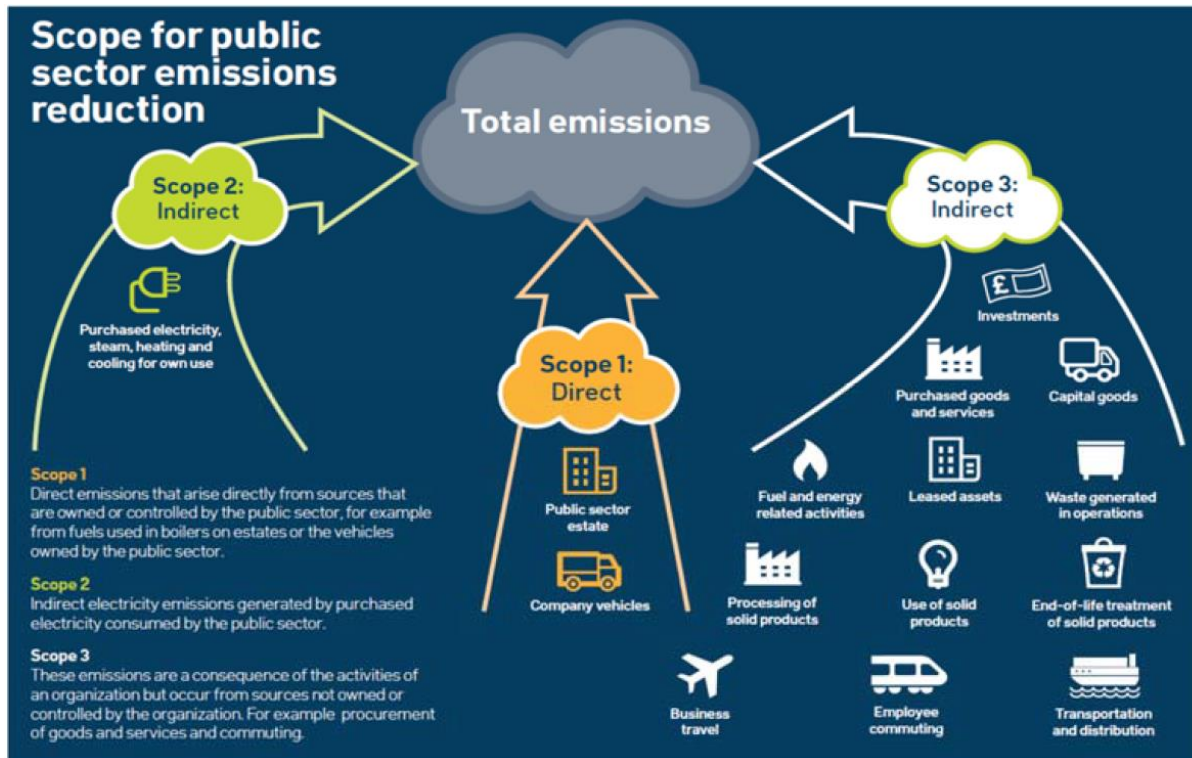 Scope for public
sector emissions
reduction
Total emissions
Scope 2:
Indirect
Purchased electricity,
steam, heating and
cooling for own use
Scope 1:
Direct
Public sector
estate
Company vehicles
Scope 3:
Indirect
£
Investments
Purchased goods
and services
Capital goods
Fuel and energy
related activities
Leased assets
Waste generated
in operations
Processing of
solid products
Use of solid
products
End-of-life treatment
of solid products
Business
travel
Employee
commuting
Transportation
and distribution
Scope 1
Direct emissions that arise directly from sources that
are owned or controlled by the public sector, for example
from fuels used in boilers on estates or the vehicles
owned by the public sector.
Scope 2
Indirect electricity emissions generated by purchased
electricity consumed by the public sector.
Scope 3
These emissions are a consequence of the activities of
an organization but occur from sources not owned or
controlled by the organization. For example procurement
of goods and services and commuting.